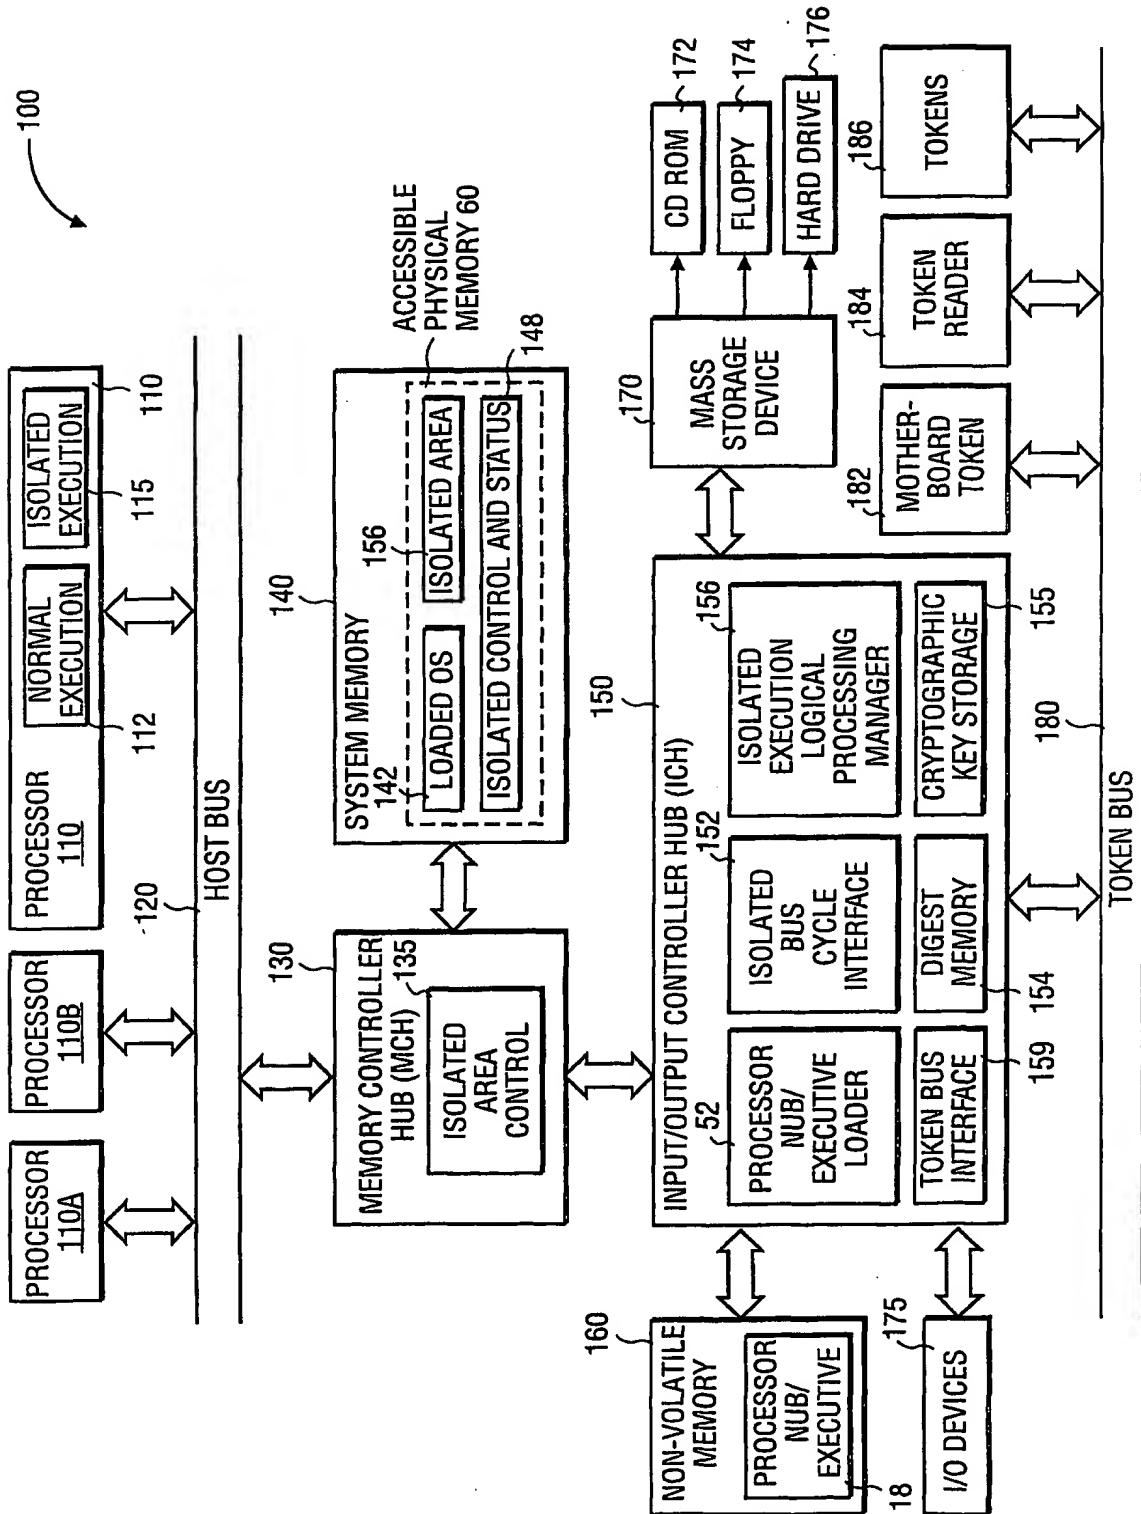 100
PROCESSOR
110A
PROCESSOR
110B
PROCESSOR
110
NORMAL
EXECUTION
112
ISOLATED
EXECUTION
115
110
120
HOST BUS
130
MEMORY CONTROLLER
HUB (MCH)
135
ISOLATED
AREA
CONTROL
140
SYSTEM MEMORY
142
LOADED OS
156
ISOLATED AREA
ISOLATED CONTROL AND STATUS
148
ACCESSIBLE
PHYSICAL
MEMORY 60
160
NON-VOLATILE
MEMORY
PROCESSOR
NUB/
EXECUTIVE
18
175
I/O DEVICES
150
INPUT/OUTPUT CONTROLLER HUB (ICH)
52
PROCESSOR
NUB/
EXECUTIVE
LOADER
152
ISOLATED
BUS
CYCLE
INTERFACE
156
ISOLATED
EXECUTION
LOGICAL
PROCESSING
MANAGER
TOKEN BUS
INTERFACE
159
DIGEST
MEMORY
154
CRYPTOGRAPHIC
KEY STORAGE
155
170
MASS
STORAGE
DEVICE
CD ROM
172
FLOPPY
174
HARD DRIVE
176
182
MOTHER-
BOARD
TOKEN
184
TOKEN
READER
186
TOKENS
180
TOKEN BUS